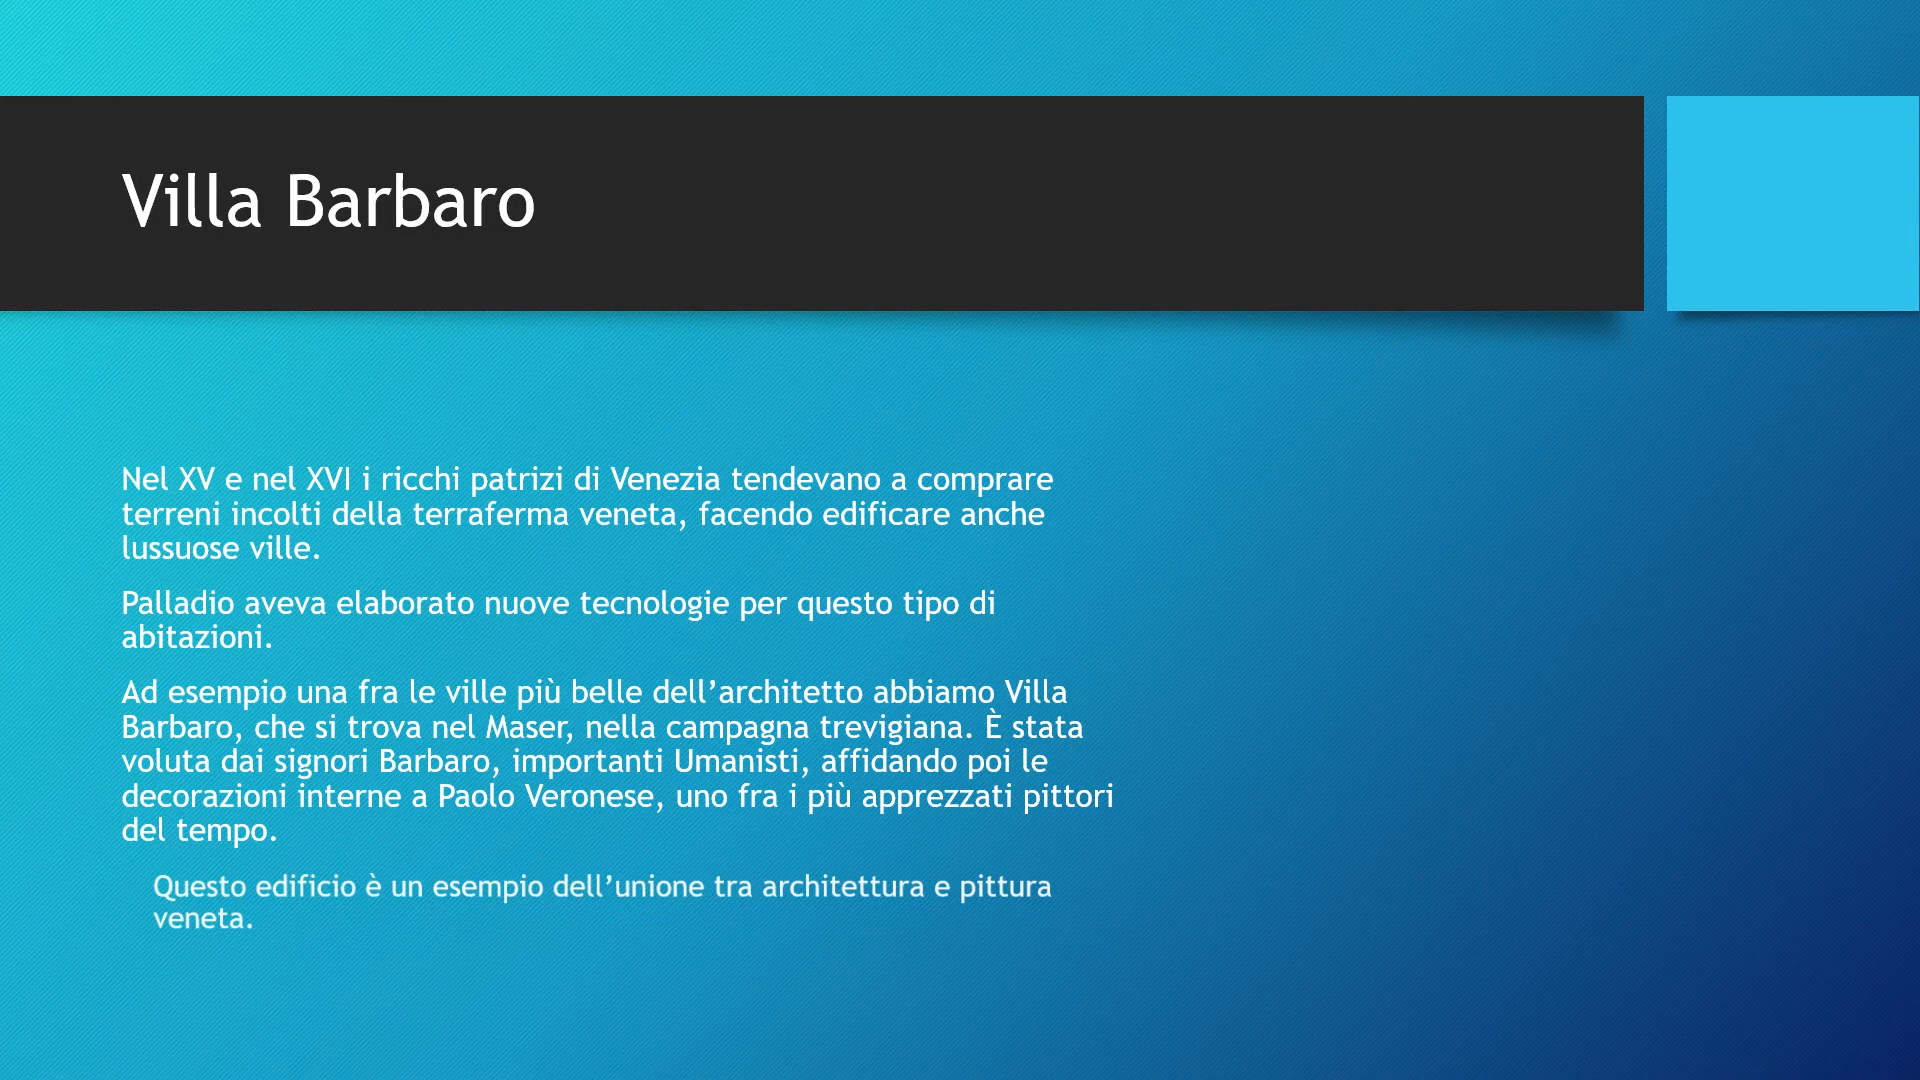 Villa Barbaro
Nel XV e nel XVI i ricchi patrizi di Venezia tendevano a comprare
terreni incolti della terraferma veneta, facendo edificare anche
lussuose ville.
Palladio aveva elaborato nuove tecnologie per questo tipo di
abitazioni.
Ad esempio una fra le ville più belle dell’architetto abbiamo Villa
Barbaro, che si trova nel Maser, nella campagna trevigiana. È stata
voluta dai signori Barbaro, importanti Umanisti, affidando poi le
decorazioni interne a Paolo Veronese, uno fra i più apprezzati pittori
del tempo.
Questo edificio è un esempio dell’unione tra architettura e pittura
veneta.